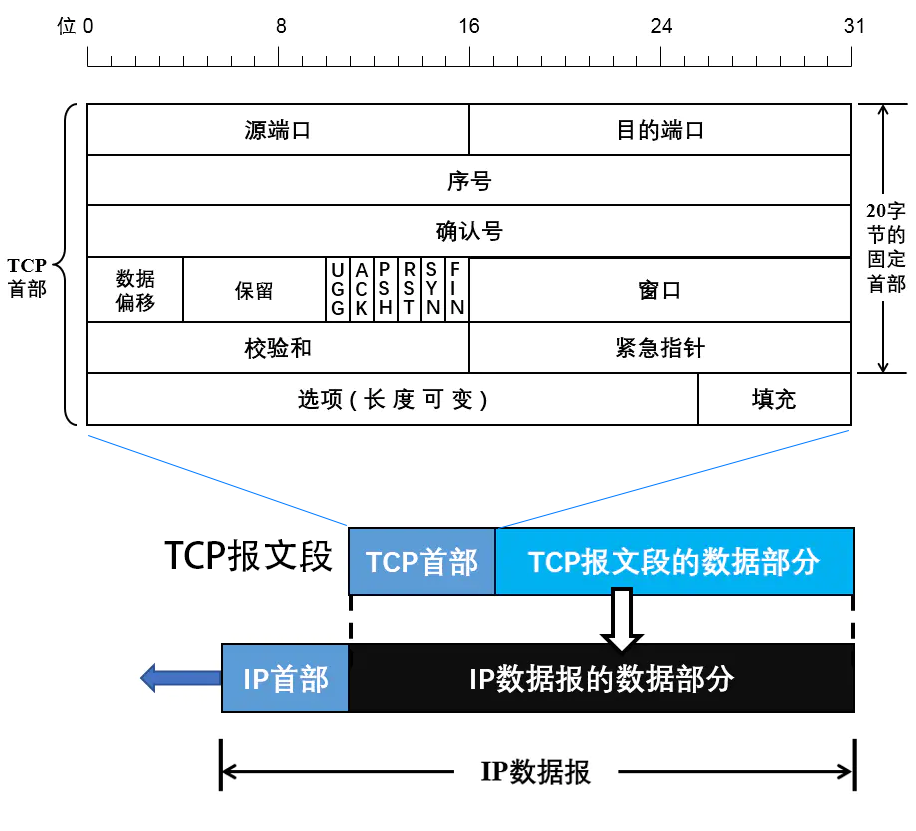 位 0 8 16 24 31
源端口 目的端口
序号
确认号
TCP
首部
20字
节的
固定
首部
数据
偏移
保留
UGG
ACK
PSH
RST
SYN
FIN
窗口
校验和 紧急指针
选项 ( 长 度 可 变 ) 填充
TCP报文段 TCP首部 TCP报文段的数据部分
IP首部 IP数据报的数据部分
IP数据报